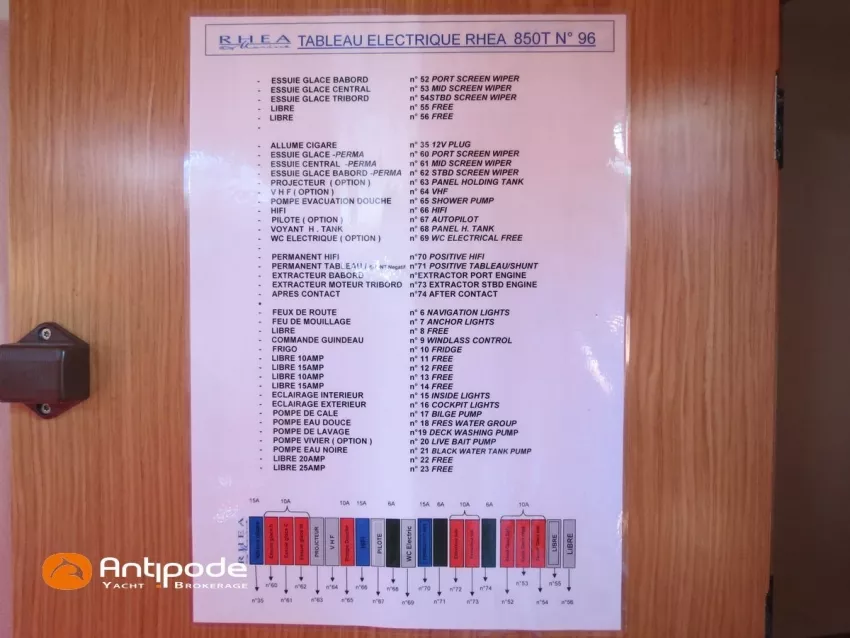 RHEA TABLEAU ELECTRIQUE RHEA 850T N° 96
- ESSUIE GLACE BABORD n° 52 PORT SCREEN WIPER
- ESSUIE GLACE CENTRAL n° 53 MID SCREEN WIPER
- ESSUIE GLACE TRIBORD n° 54 STBD SCREEN WIPER
- LIBRE n° 55 FREE
- LIBRE n° 56 FREE
-
- ALLUME CIGARE n° 35 12V PLUG
- ESSUIE GLACE -PERMA n° 60 PORT SCREEN WIPER
- ESSUIE CENTRAL -PERMA n° 61 MID SCREEN WIPER
- ESSUIE GLACE BABORD -PERMA n° 62 STBD SCREEN WIPER
- PROJECTEUR ( OPTION ) n° 63 PANEL HOLDING TANK
- V H F ( OPTION ) n° 64 VHF
- POMPE EVACUATION DOUCHE n° 65 SHOWER PUMP
- HIFI n° 66 HIFI
- PILOTE ( OPTION ) n° 67 AUTOPILOT
- VOYANT H . TANK n° 68 PANEL H. TANK
- WC ELECTRIQUE ( OPTION ) n° 69 WC ELECTRICAL FREE
-
- PERMANENT HIFI n°70 POSITIVE HIFI
- PERMANENT TABLEAU n°71 POSITIVE TABLEAU/SHUNT
- EXTRACTEUR BABORD n°EXTRACTOR PORT ENGINE
- EXTRACTEUR MOTEUR TRIBORD n°73 EXTRACTOR STBD ENGINE
- APRES CONTACT n°74 AFTER CONTACT
•
- FEUX DE ROUTE n° 6 NAVIGATION LIGHTS
- FEU DE MOUILLAGE n° 7 ANCHOR LIGHTS
- LIBRE n° 8 FREE
- COMMANDE GUINDEAU n° 9 WINDLASS CONTROL
- FRIGO n° 10 FRIDGE
- LIBRE 10AMP n° 11 FREE
- LIBRE 15AMP n° 12 FREE
- LIBRE 10AMP n° 13 FREE
- LIBRE 15AMP n° 14 FREE
- ECLAIRAGE INTERIEUR n° 15 INSIDE LIGHTS
- ECLAIRAGE EXTERIEUR n° 16 COCKPIT LIGHTS
- POMPE DE CALE n° 17 BILGE PUMP
- POMPE EAU DOUCE n° 18 FRES WATER GROUP
- POMPE DE LAVAGE n°19 DECK WASHING PUMP
- POMPE VIVIER ( OPTION ) n° 20 LIVE BAIT PUMP
- POMPE EAU NOIRE n° 21 BLACK WATER TANK PUMP
- LIBRE 20AMP n° 22 FREE
- LIBRE 25AMP n° 23 FREE
15A 10A 10A 15A 6A 15A 6A 10A 6A 10A
RHEA PROJECTEUR V H F HIFI PILOTE WC Electric LIBRE LIBRE
n°60 n°62 n°64 n°66 n°70 n°72 n°74 n°53 n°55
n°35 n°61 n°63 n°65 n°67 n°69 n°71 n°73 n°52 n°54 n°56
Antipode
YACHT BROKERAGE